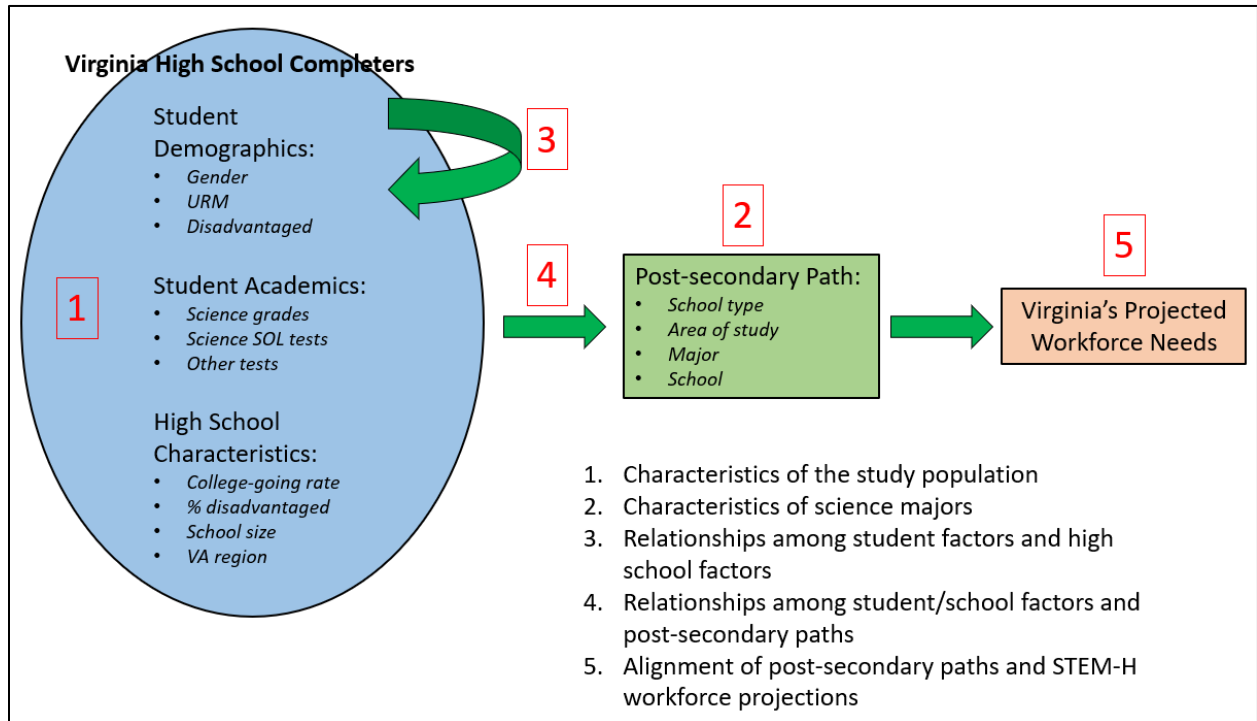 Virginia High School Completers
Student
Demographics:
• Gender
• URM
• Disadvantaged
Student Academics:
• Science grades
• Science SOL tests
• Other tests
High School
Characteristics:
• College-going rate
• % disadvantaged
• School size
• VA region
1
3
4
2
Post-secondary Path:
• School type
• Area of study
• Major
• School
5
Virginia's Projected
Workforce Needs
1. Characteristics of the study population
2. Characteristics of science majors
3. Relationships among student factors and high
school factors
4. Relationships among student/school factors and
post-secondary paths
5. Alignment of post-secondary paths and STEM-H
workforce projections